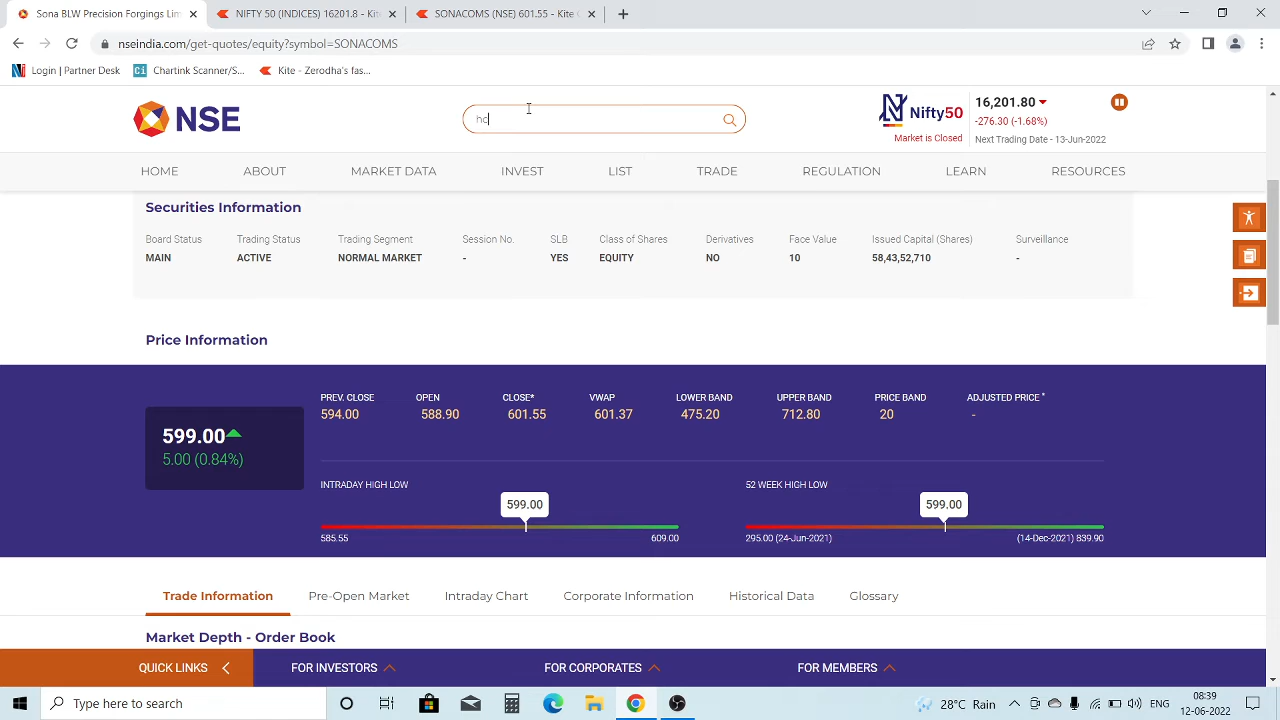 Sona BLW Precision Forgings Lin
NIFTY 50 (INDICES) 16201.8 - Kite
SONACOMS (NSE) 601.55 - Kite C
nseindia.com/get-quotes/equity?symbol=SONACOMS
Login | Partner Desk
Chartink Scanner/S...
Kite - Zerodha's fas...
NSE
hc
Nifty50
16,201.80
-276.30 (-1.68%)
Market is Closed
Next Trading Date - 13-Jun-2022
HOME ABOUT MARKET DATA INVEST LIST TRADE REGULATION LEARN RESOURCES
Securities Information
Board Status Trading Status Trading Segment Session No. SLB Class of Shares Derivatives Face Value Issued Capital (Shares) Surveillance
MAIN ACTIVE NORMAL MARKET - YES EQUITY NO 10 58,43,52,710 -
Price Information
PREV. CLOSE OPEN CLOSE* VWAP LOWER BAND UPPER BAND PRICE BAND ADJUSTED PRICE*
594.00 588.90 601.55 601.37 475.20 712.80 20 -
599.00
5.00 (0.84%)
INTRADAY HIGH LOW 52 WEEK HIGH LOW
599.00 599.00
585.55 609.00 295.00 (24-Jun-2021) (14-Dec-2021) 839.90
Trade Information Pre-Open Market Intraday Chart Corporate Information Historical Data Glossary
Market Depth - Order Book
QUICK LINKS FOR INVESTORS FOR CORPORATES FOR MEMBERS
Type here to search
28°C Rain
ENG
08:39
12-06-2022